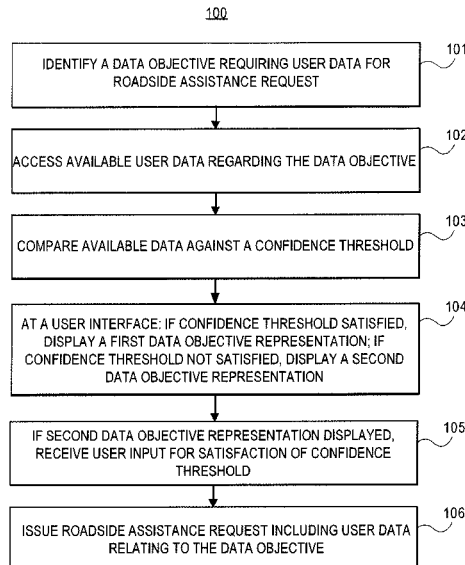 100
101
IDENTIFY A DATA OBJECTIVE REQUIRING USER DATA FOR
ROADSIDE ASSISTANCE REQUEST
102
ACCESS AVAILABLE USER DATA REGARDING THE DATA OBJECTIVE
103
COMPARE AVAILABLE DATA AGAINST A CONFIDENCE THRESHOLD
104
AT A USER INTERFACE: IF CONFIDENCE THRESHOLD SATISFIED,
DISPLAY A FIRST DATA OBJECTIVE REPRESENTATION; IF
CONFIDENCE THRESHOLD NOT SATISFIED, DISPLAY A SECOND
DATA OBJECTIVE REPRESENTATION
105
IF SECOND DATA OBJECTIVE REPRESENTATION DISPLAYED,
RECEIVE USER INPUT FOR SATISFACTION OF CONFIDENCE
THRESHOLD
106
ISSUE ROADSIDE ASSISTANCE REQUEST INCLUDING USER DATA
RELATING TO THE DATA OBJECTIVE